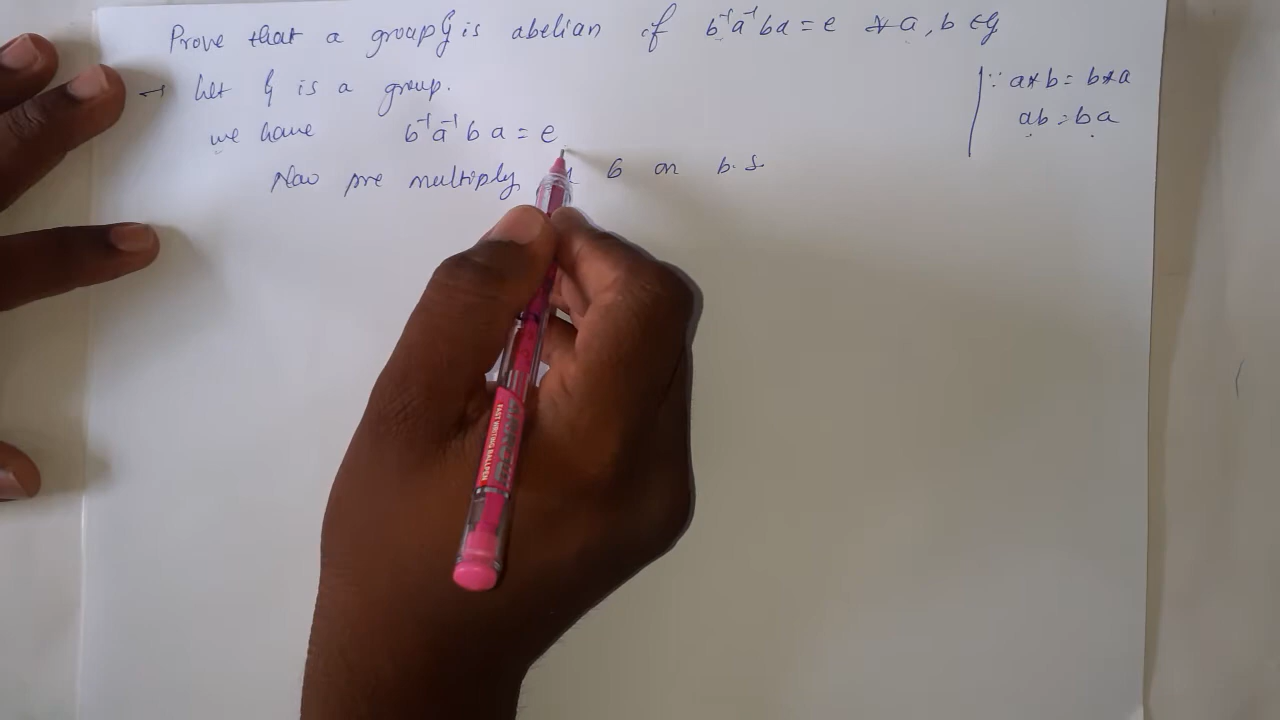 Prove that a group G is abelian if b⁻¹a⁻¹ba = e ∀ a, b ∈ G
→ Let G is a group.
we have b⁻¹a⁻¹ba = e
Now pre multiply b on b.s
∵ a*b = b*a
ab = ba
FAST WRITING BALLPEN